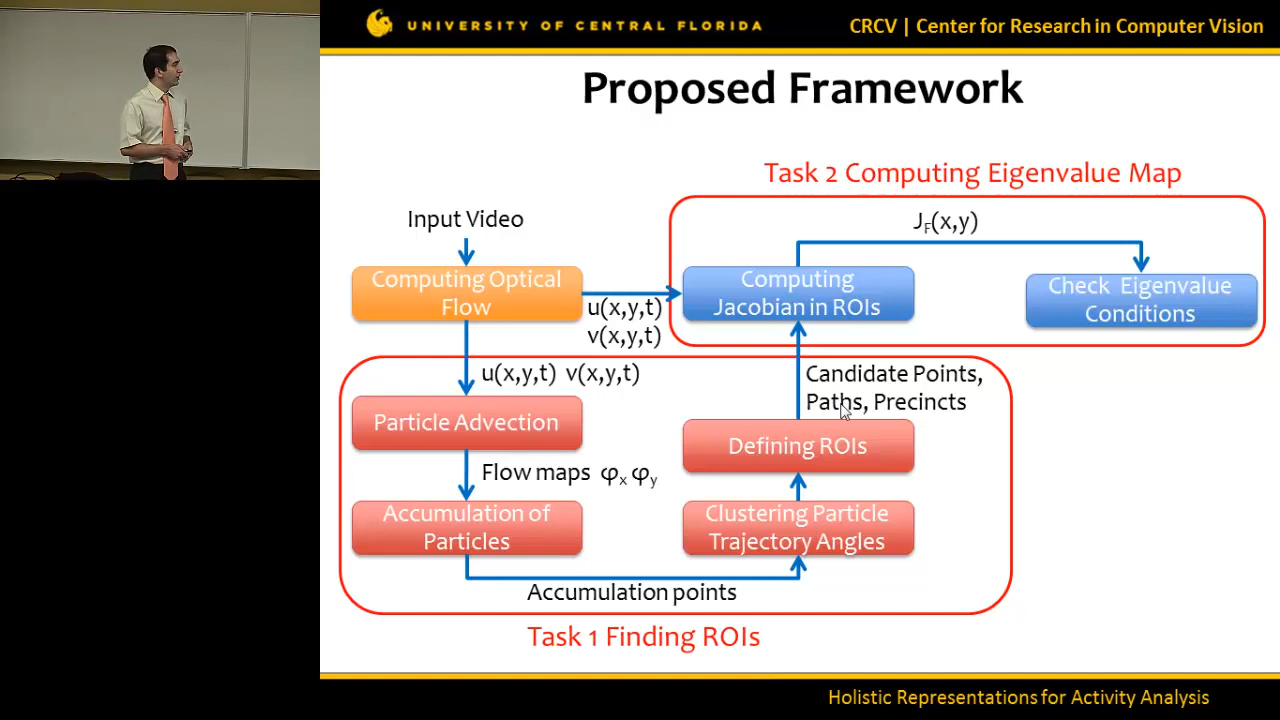 UNIVERSITY OF CENTRAL FLORIDA
CRCV | Center for Research in Computer Vision
Proposed Framework
Task 2 Computing Eigenvalue Map
Input Video
J_F(x,y)
Computing Optical
Flow
u(x,y,t)
v(x,y,t)
Computing
Jacobian in ROIs
Check Eigenvalue
Conditions
u(x,y,t) v(x,y,t)
Candidate Points,
Paths, Precincts
Particle Advection
Defining ROIs
Flow maps φ_x φ_y
Accumulation of
Particles
Clustering Particle
Trajectory Angles
Accumulation points
Task 1 Finding ROIs
Holistic Representations for Activity Analysis